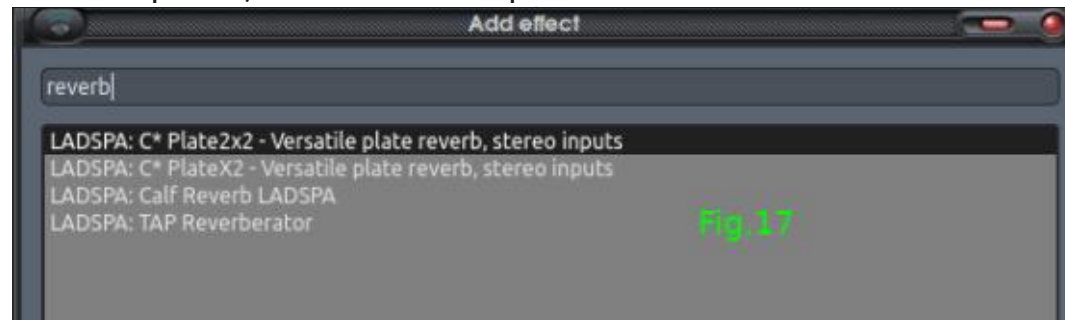 Add effect
reverb
LADSPA: C* Plate2x2 - Versatile plate reverb, stereo inputs
LADSPA: C* PlateX2 - Versatile plate reverb, stereo inputs
LADSPA: Calf Reverb LADSPA
LADSPA: TAP Reverberator
Fig.17